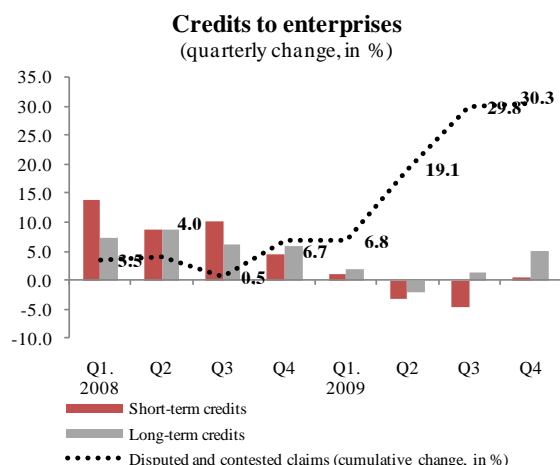 Credits to enterprises
(quarterly change, in %)
35.0
30.0
25.0
20.0
15.0
10.0
5.0
0.0
-5.0
-10.0
3.5
4.0
0.5
6.7
6.8
19.1
29.8
30.3
Q1. 2008
Q2
Q3
Q4
Q1. 2009
Q2
Q3
Q4
Short-term credits
Long-term credits
Disputed and contested claims (cumulative change, in %)